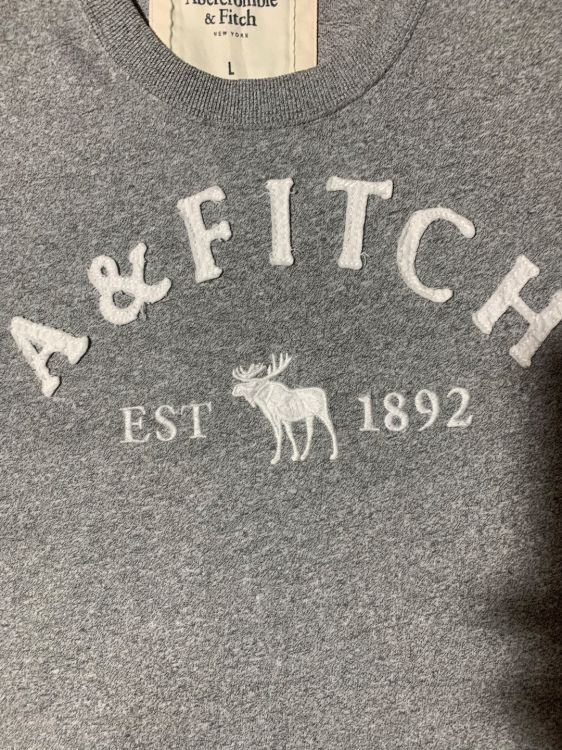 Abercrombie
& Fitch
NEW YORK
L
A & FITCH
EST 1892